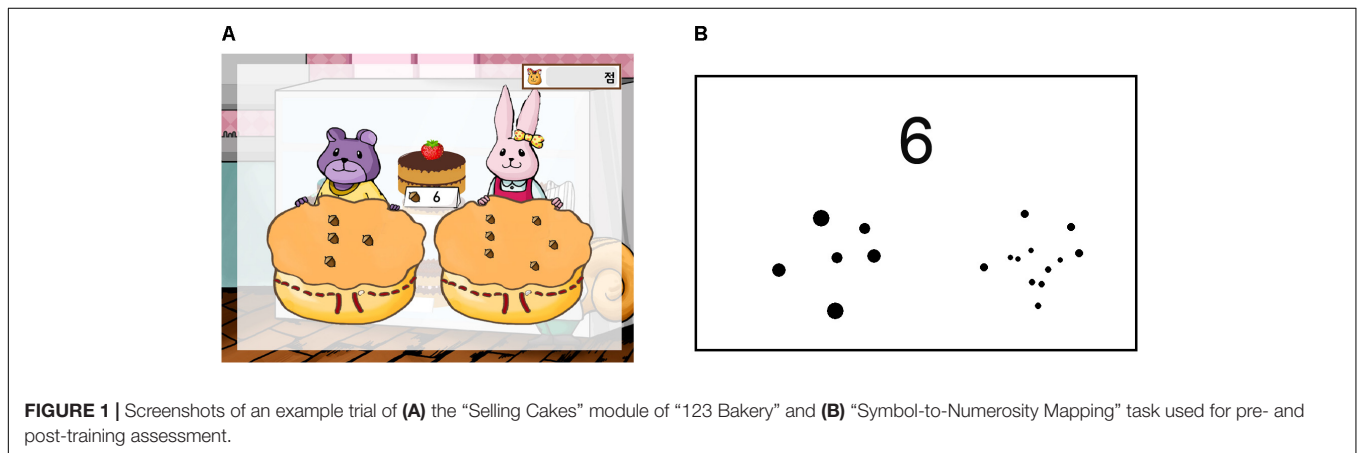 A
B
점
6
6
FIGURE 1 | Screenshots of an example trial of (A) the “Selling Cakes” module of “123 Bakery” and (B) “Symbol-to-Numerosity Mapping” task used for pre- and
post-training assessment.